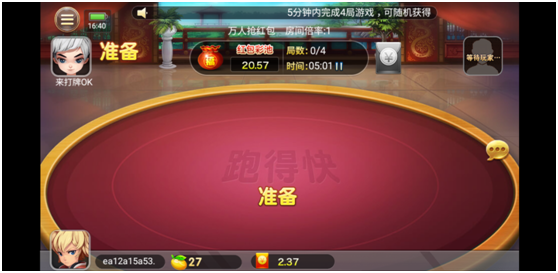 5分钟内完成4局游戏，可随机获得
16:40
万人抢红包 房间倍率:1
准备
福
红包彩池
局数: 0/4
20.57
时间: 05:01
等待玩家...
来打牌OK
跑得快
准备
ea12a15a53.
27
2.37